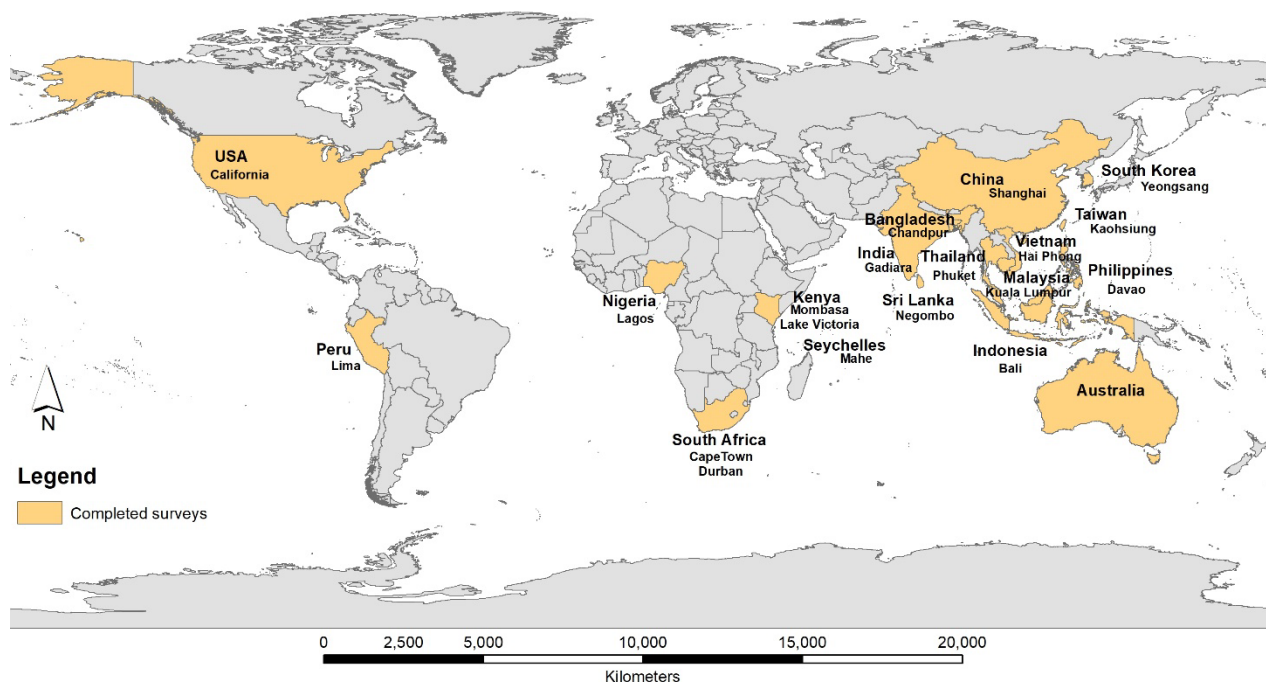 USA
California
China
Shanghai
South Korea
Yeongsang
Taiwan
Kaohsiung
Bangladesh
Chandpur
India
Gadiara
Thailand
Phuket
Vietnam
Hai Phong
Malaysia
Kuala Lumpur
Philippines
Davao
Sri Lanka
Negombo
Nigeria
Lagos
Kenya
Mombasa
Lake Victoria
Seychelles
Mahe
Peru
Lima
Indonesia
Bali
Australia
South Africa
CapeTown
Durban
N
Legend
Completed surveys
0 2,500 5,000 10,000 15,000 20,000
Kilometers